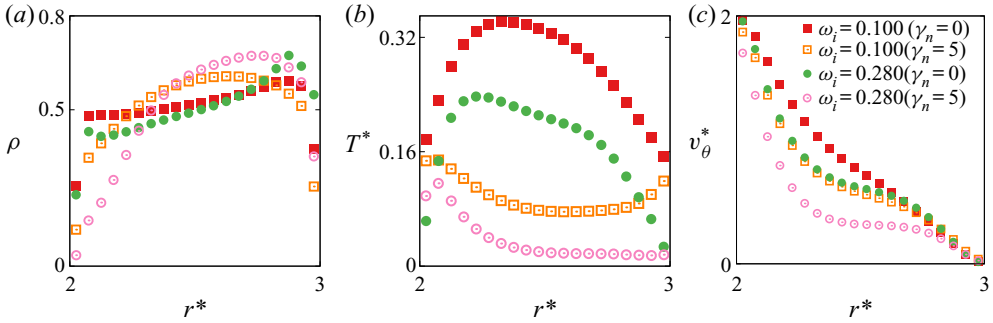 (a)
0.8
0.5
0
ρ
2
3
r*
(b)
0.32
0.16
0
T*
2
3
r*
(c)
2
0
v*θ
2
3
r*
ωi = 0.100 (γn = 0)
ωi = 0.100 (γn = 5)
ωi = 0.280(γn = 0)
ωi = 0.280(γn = 5)